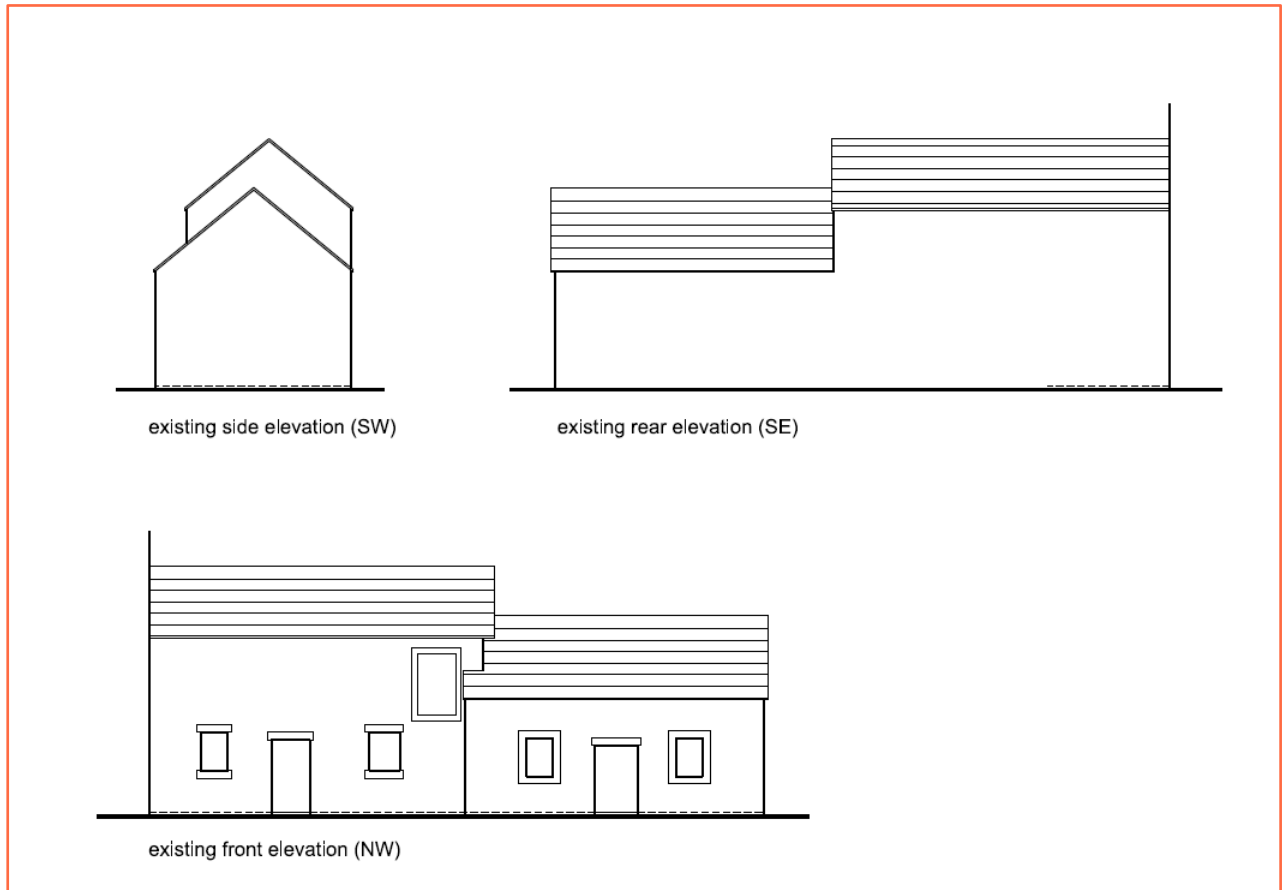 existing side elevation (SW)
existing rear elevation (SE)
existing front elevation (NW)